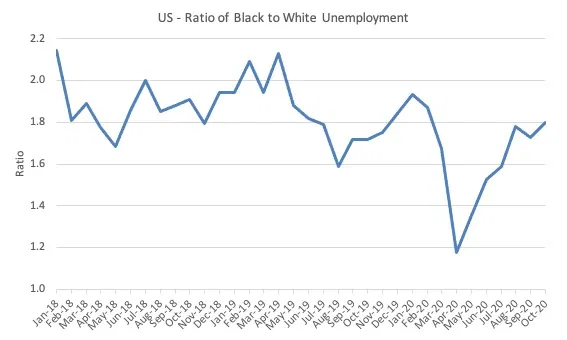 US - Ratio of Black to White Unemployment
2.2
2.0
1.8
1.6
1.4
1.2
1.0
Ratio
Jan-18
Feb-18
Mar-18
Apr-18
May-18
Jun-18
Jul-18
Aug-18
Sep-18
Oct-18
Nov-18
Dec-18
Jan-19
Feb-19
Mar-19
Apr-19
May-19
Jun-19
Jul-19
Aug-19
Sep-19
Oct-19
Nov-19
Dec-19
Jan-20
Feb-20
Mar-20
Apr-20
May-20
Jun-20
Jul-20
Aug-20
Sep-20
Oct-20